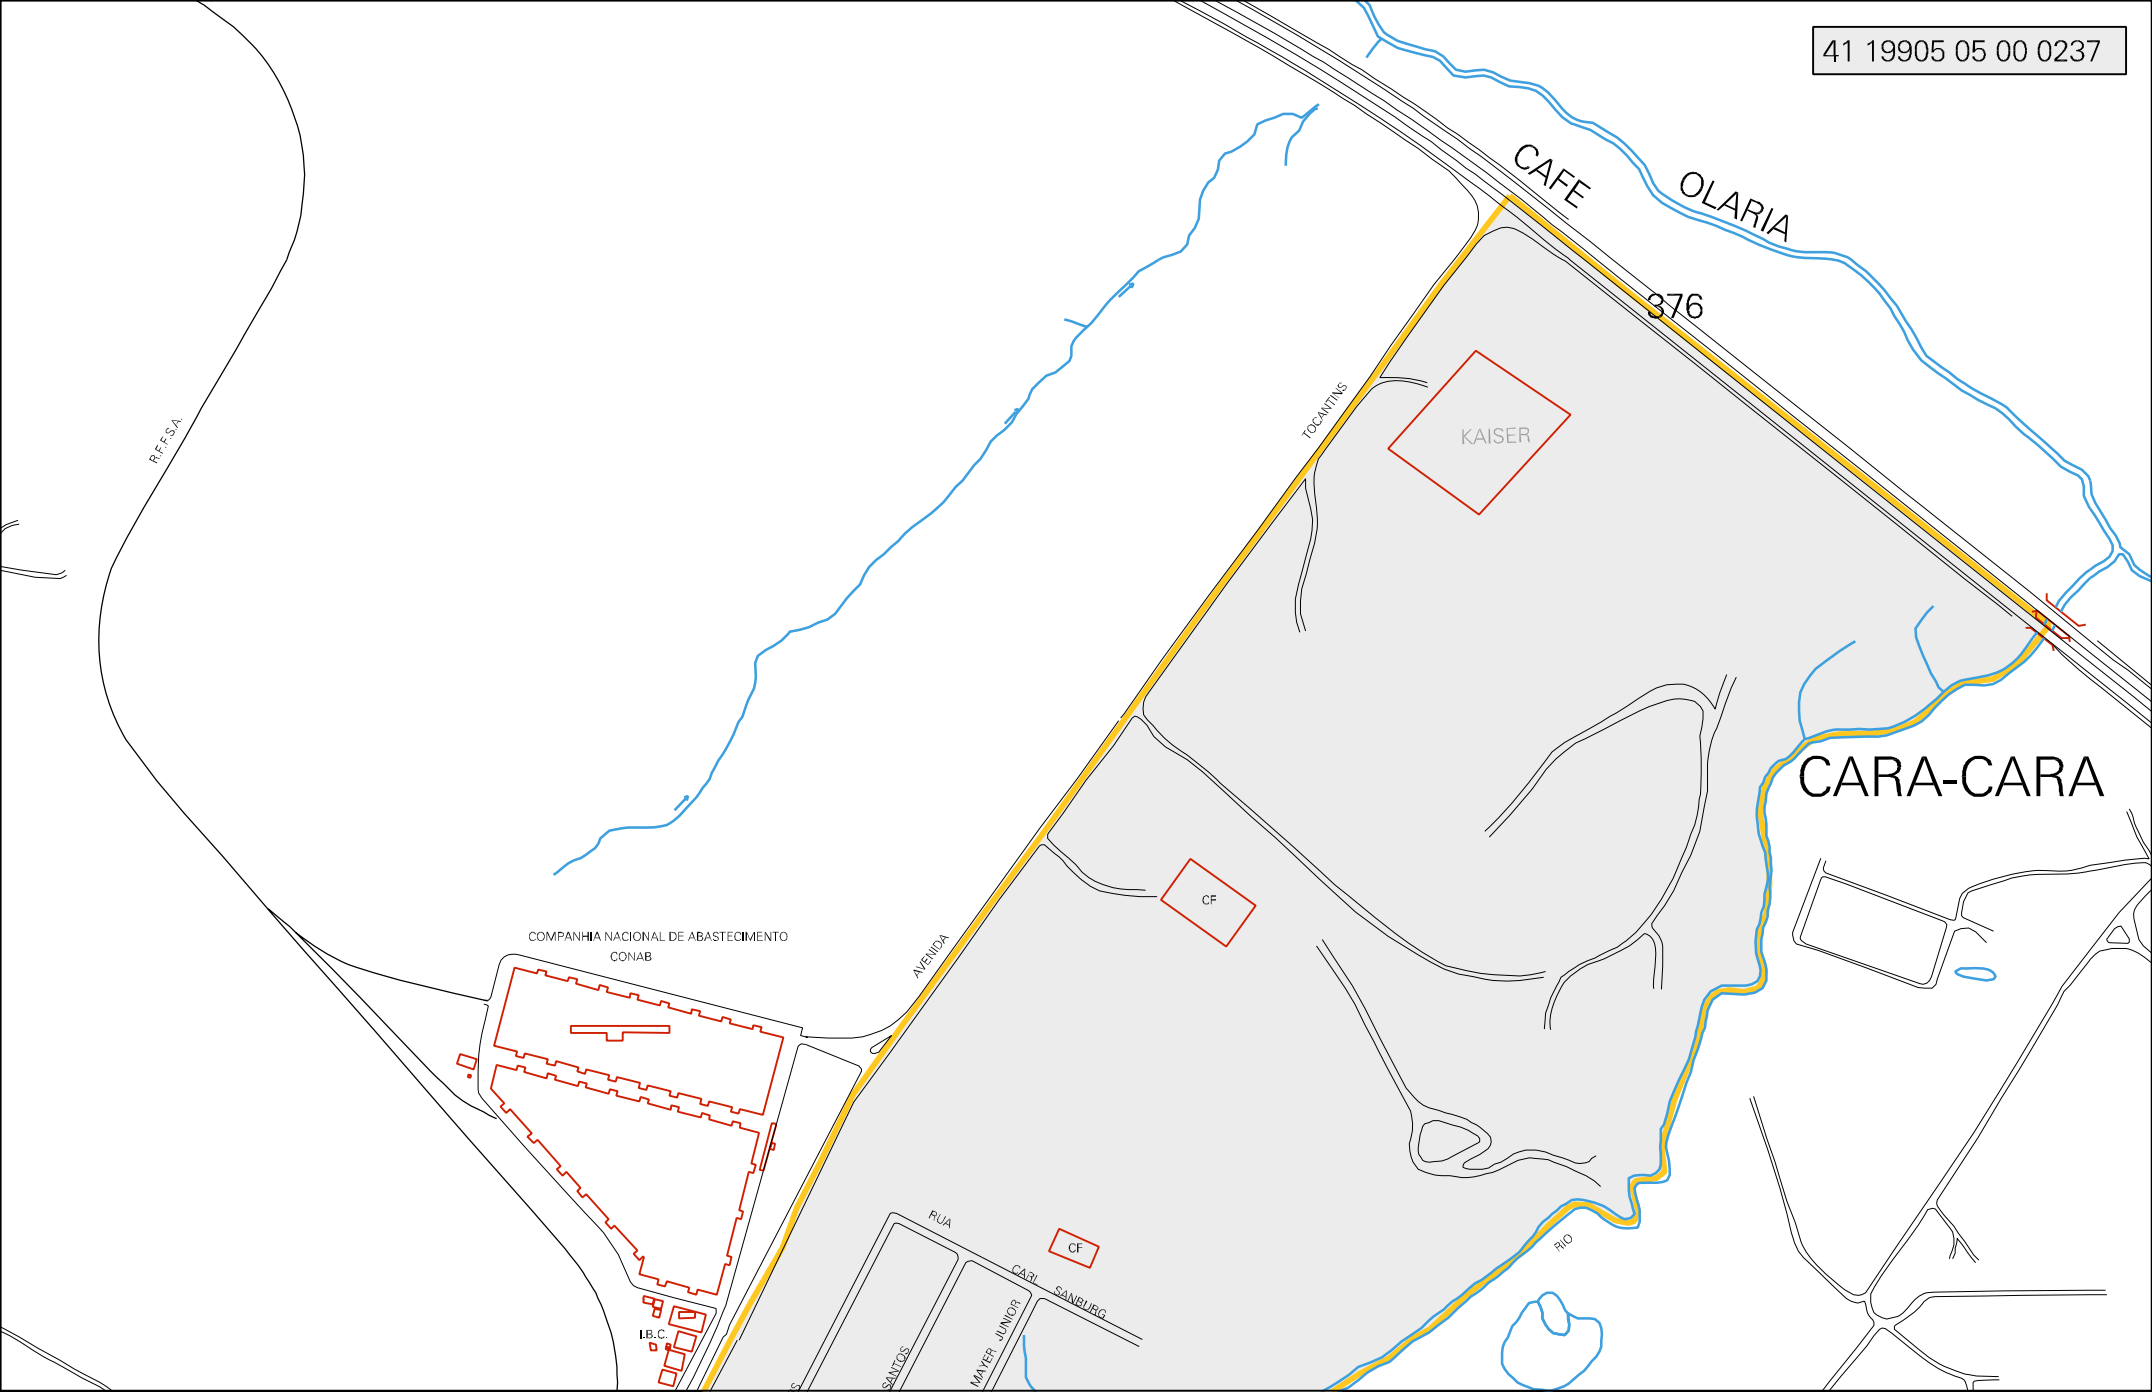 41 19905 05 00 0237
CAFE
OLARIA
376
TOCANTINS
R.F.F.S.A.
KAISER
CARA-CARA
CF
COMPANHIA NACIONAL DE ABASTECIMENTO
CONAB
AVENIDA
RUA
CF
RIO
CARL SANBURG
I.B.C.
MAYER JUNIOR
SANTOS
S